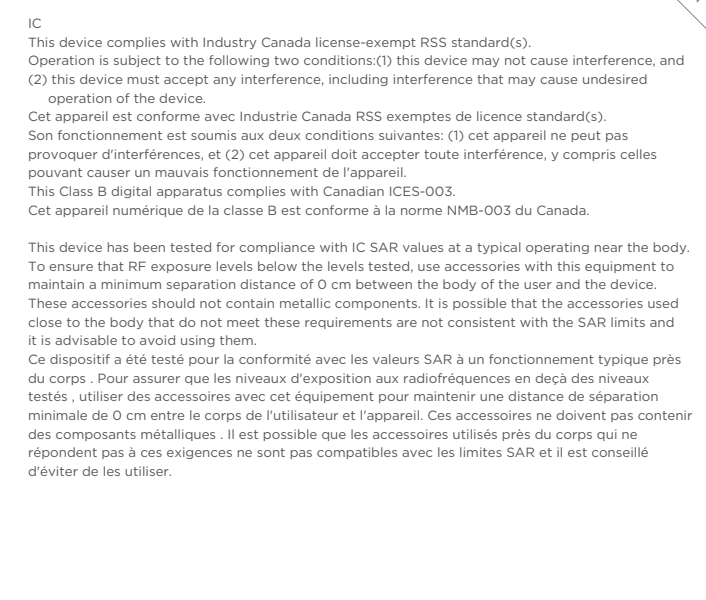 IC
This device complies with Industry Canada license-exempt RSS standard(s).
Operation is subject to the following two conditions:(1) this device may not cause interference, and
(2) this device must accept any interference, including interference that may cause undesired
operation of the device.
Cet appareil est conforme avec Industrie Canada RSS exemptes de licence standard(s).
Son fonctionnement est soumis aux deux conditions suivantes: (1) cet appareil ne peut pas
provoquer d'interférences, et (2) cet appareil doit accepter toute interférence, y compris celles
pouvant causer un mauvais fonctionnement de l'appareil.
This Class B digital apparatus complies with Canadian ICES-003.
Cet appareil numérique de la classe B est conforme à la norme NMB-003 du Canada.

This device has been tested for compliance with IC SAR values at a typical operating near the body.
To ensure that RF exposure levels below the levels tested, use accessories with this equipment to
maintain a minimum separation distance of 0 cm between the body of the user and the device.
These accessories should not contain metallic components. It is possible that the accessories used
close to the body that do not meet these requirements are not consistent with the SAR limits and
it is advisable to avoid using them.
Ce dispositif a été testé pour la conformité avec les valeurs SAR à un fonctionnement typique près
du corps . Pour assurer que les niveaux d'exposition aux radiofréquences en deçà des niveaux
testés , utiliser des accessoires avec cet équipement pour maintenir une distance de séparation
minimale de 0 cm entre le corps de l'utilisateur et l'appareil. Ces accessoires ne doivent pas contenir
des composants métalliques . Il est possible que les accessoires utilisés près du corps qui ne
répondent pas à ces exigences ne sont pas compatibles avec les limites SAR et il est conseillé
d'éviter de les utiliser.